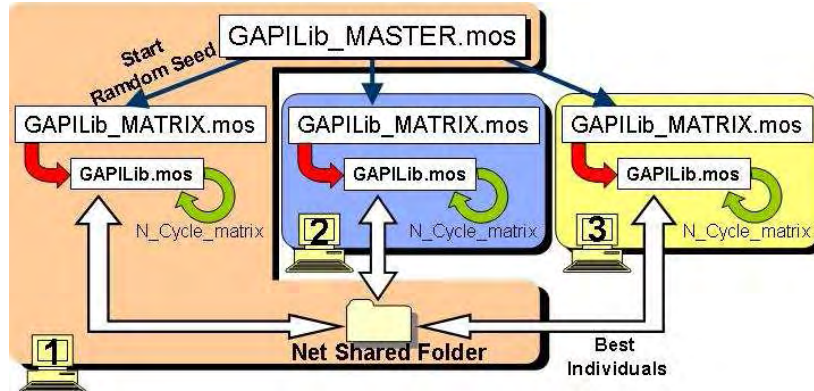 GAPILib_MASTER.mos
Start
Ramdom Seed
GAPILib_MATRIX.mos
GAPILib_MATRIX.mos
GAPILib_MATRIX.mos
GAPILib.mos
GAPILib.mos
GAPILib.mos
N_Cycle_matrix
N_Cycle_matrix
N_Cycle_matrix
2
3
1
Net Shared Folder
Best
Individuals